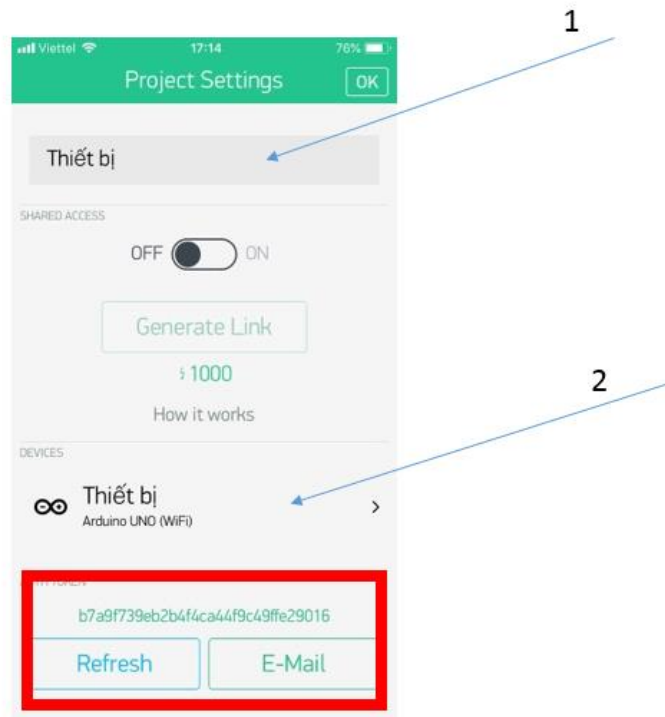 1
Viettel 17:14 76%
Project Settings OK
Thiết bị
SHARED ACCESS
OFF ON
Generate Link
1000
How it works
2
DEVICES
Thiết bị
Arduino UNO (WiFi)
b7a9f739eb2b4f4ca44f9c49ffe29016
Refresh E-Mail